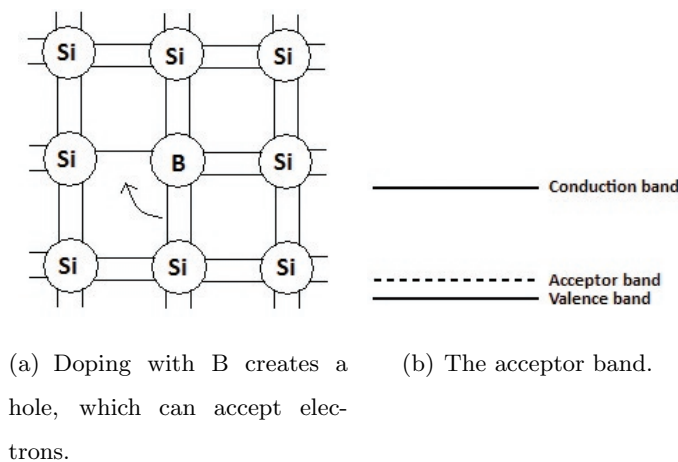 Si Si Si
Si B Si
Si Si Si
Conduction band
Acceptor band
Valence band
(a) Doping with B creates a
hole, which can accept elec-
trons.
(b) The acceptor band.